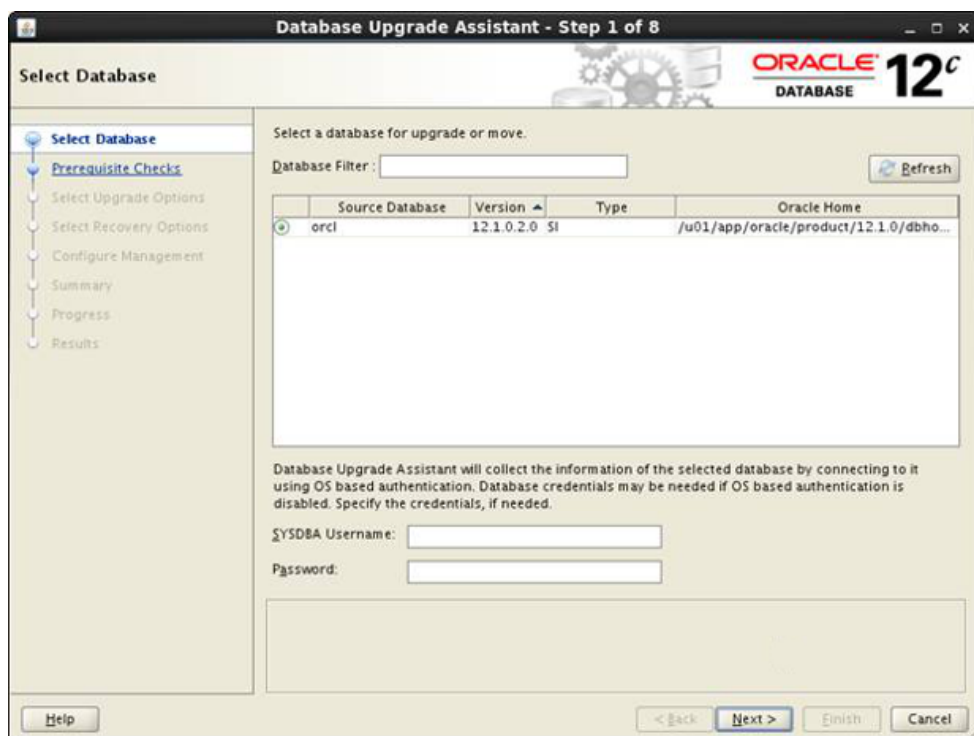 Database Upgrade Assistant - Step 1 of 8
Select Database
ORACLE 12c
DATABASE
Select Database
Prerequisite Checks
Select Upgrade Options
Select Recovery Options
Configure Management
Summary
Progress
Results
Select a database for upgrade or move.
Database Filter :
Refresh
Source Database Version Type Oracle Home
orcl 12.1.0.2.0 SI /u01/app/oracle/product/12.1.0/dbho...
Database Upgrade Assistant will collect the information of the selected database by connecting to it
using OS based authentication. Database credentials may be needed if OS based authentication is
disabled. Specify the credentials, if needed.
SYSDBA Username:
Password:
Help < Back Next > Finish Cancel